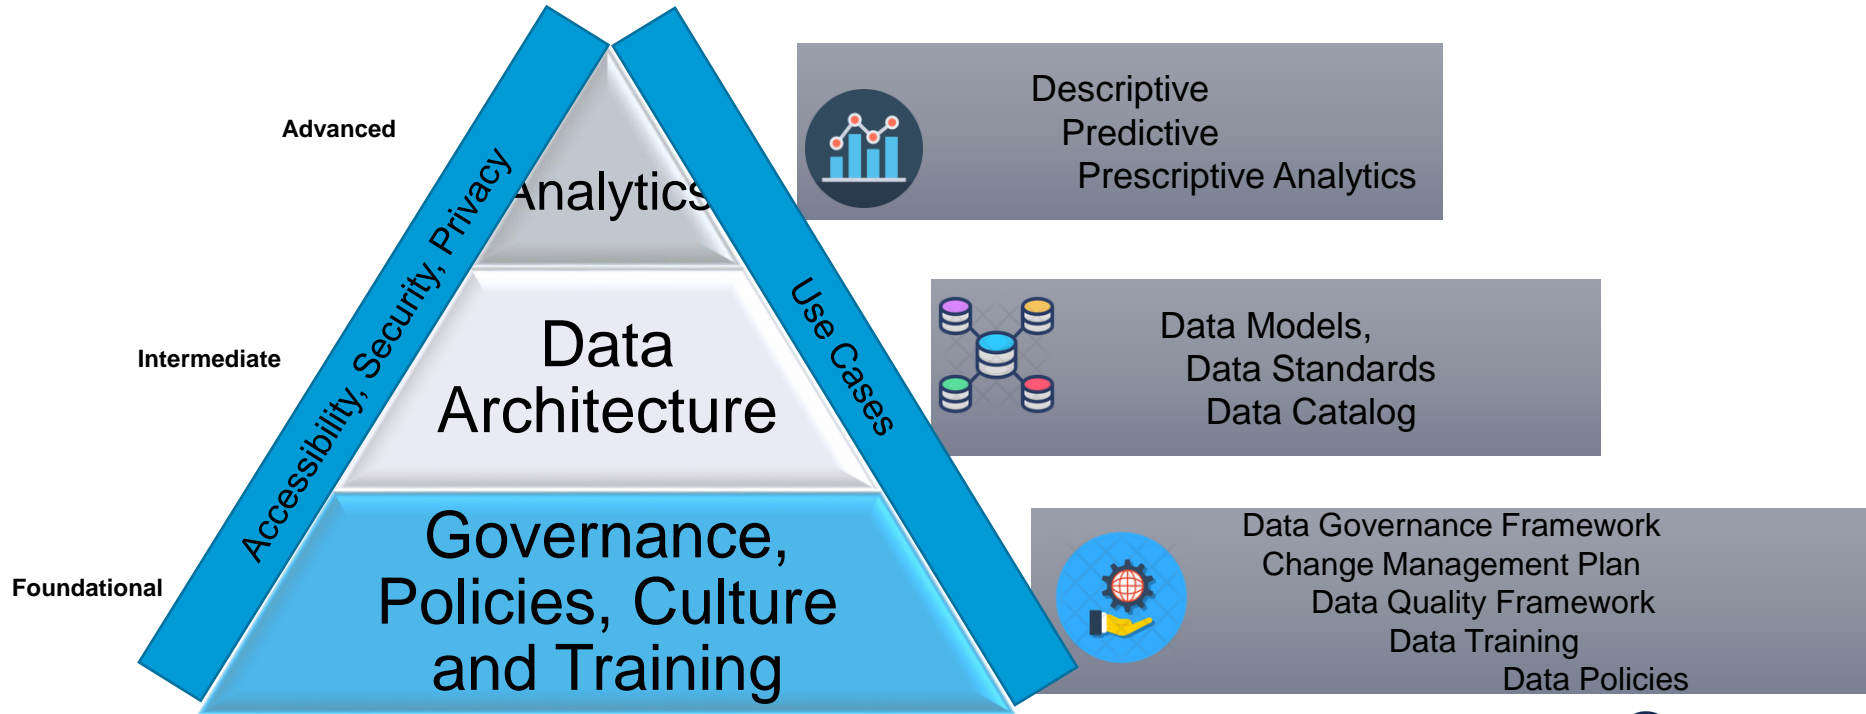 Advanced
Analytics
Descriptive
Predictive
Prescriptive Analytics
Accessibility, Security, Privacy
Use Cases
Intermediate
Data
Architecture
Data Models,
Data Standards
Data Catalog
Foundational
Governance,
Policies, Culture
and Training
Data Governance Framework
Change Management Plan
Data Quality Framework
Data Training
Data Policies